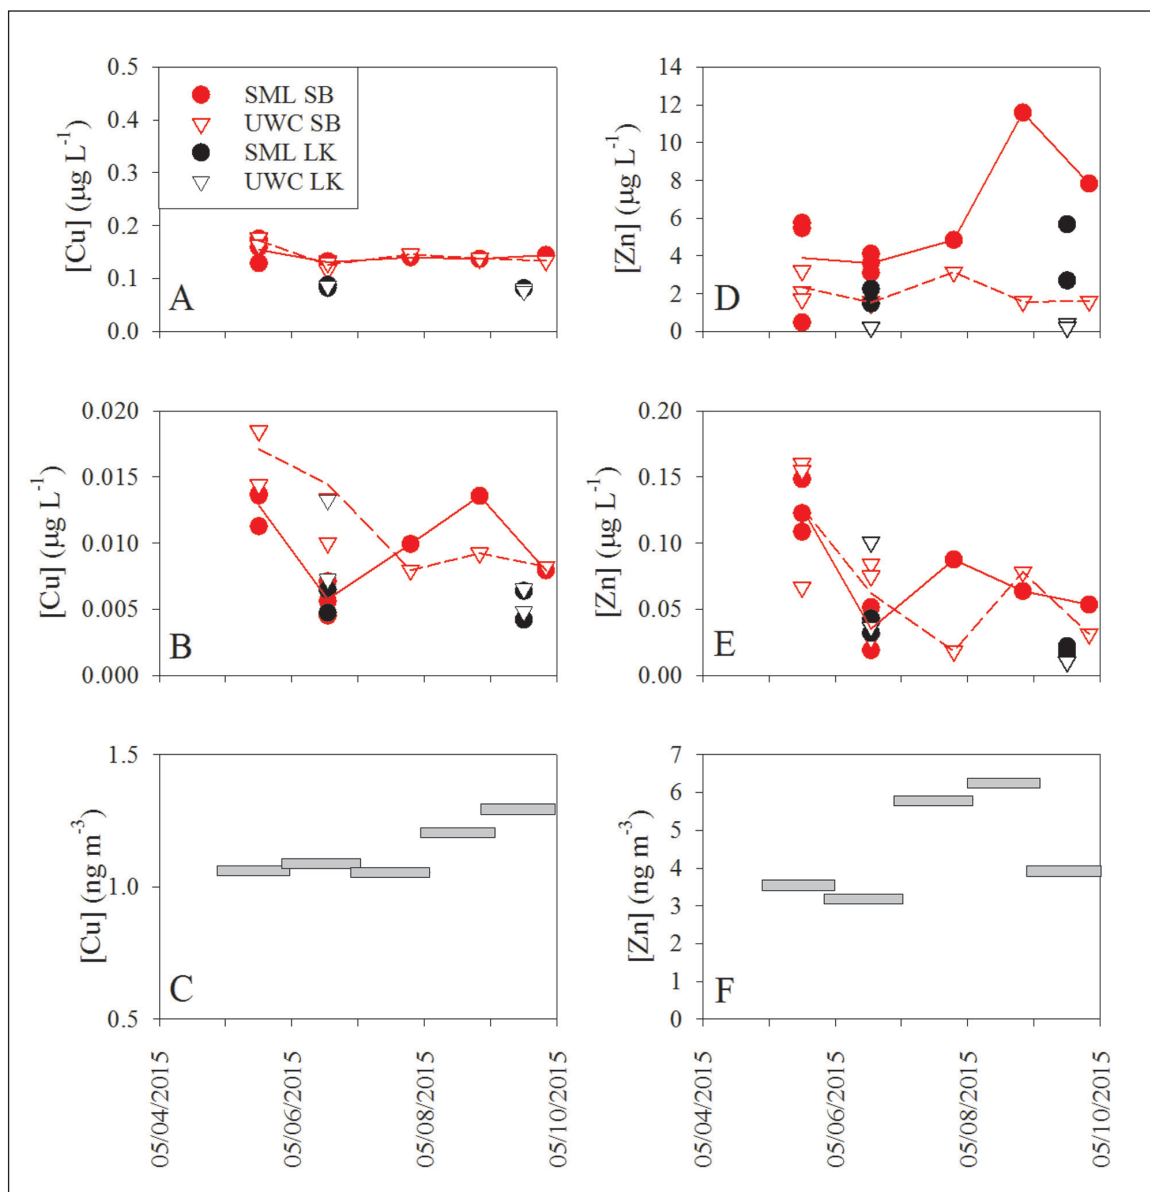 [Cu] (µg L⁻¹)
0.5
0.4
0.3
0.2
0.1
0.0
SML SB
UWC SB
SML LK
UWC LK
A
[Zn] (µg L⁻¹)
14
12
10
8
6
4
2
0
D
[Cu] (µg L⁻¹)
0.020
0.015
0.010
0.005
0.000
B
[Zn] (µg L⁻¹)
0.20
0.15
0.10
0.05
0.00
E
[Cu] (ng m⁻³)
1.5
1.0
0.5
C
05/04/2015
05/06/2015
05/08/2015
05/10/2015
[Zn] (ng m⁻³)
7
6
5
4
3
2
1
0
F
05/04/2015
05/06/2015
05/08/2015
05/10/2015